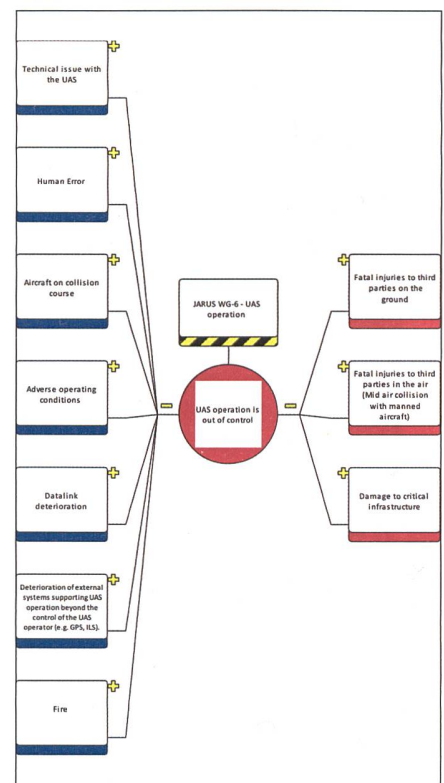 Technical issue with
the UAS
Human Error
Aircraft on collision
course
Adverse operating
conditions
Datalink
deterioration
Deterioration of external
systems supporting UAS
operation beyond the
control of the UAS
operator (e.g. GPS, ILS).
Fire
JARUS WG-6 - UAS
operation
UAS operation is
out of control
Fatal injuries to third
parties on the
ground
Fatal injuries to third
parties in the air
(Mid air collision
with manned
aircraft)
Damage to critical
infrastructure